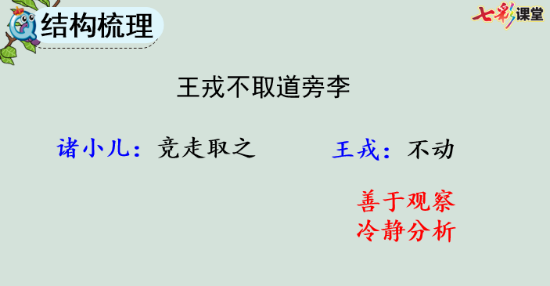 结构梳理
七彩课堂
王戎不取道旁李
诸小儿：竞走取之
王戎：不动
善于观察
冷静分析